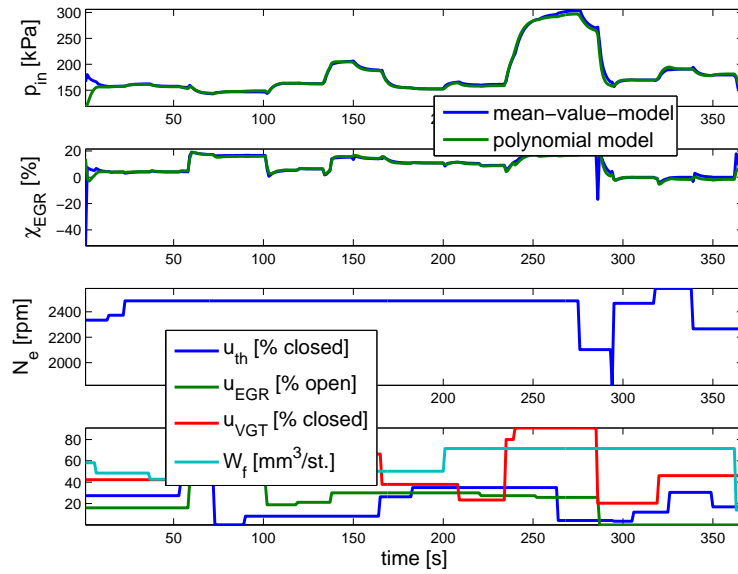 300
250
200
150
p_in [kPa]
50 100 150 200 250 300 350
mean-value-model
polynomial model
20
0
-20
-40
χ_EGR [%]
50 100 150 200 250 300 350
2400
2200
2000
N_e [rpm]
50 100 150 200 250 300 350
u_th [% closed]
u_EGR [% open]
u_VGT [% closed]
W_f [mm³/st.]
80
60
40
20
50 100 150 200 250 300 350
time [s]